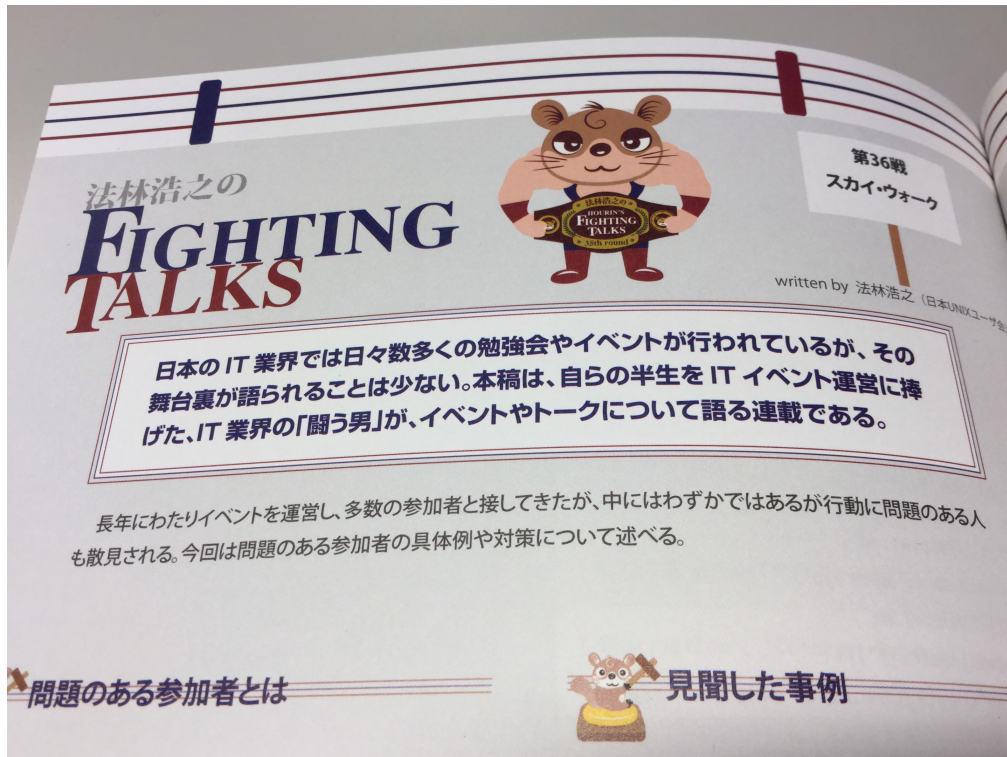 法林浩之の
FIGHTING
TALKS
法林浩之の
HOURIN'S
FIGHTING
TALKS
35th round
第36戦
スカイ・ウォーク
written by 法林浩之（日本UNIXユーザ会
日本の IT 業界では日々数多くの勉強会やイベントが行われているが、その
舞台裏が語られることは少ない。本稿は、自らの半生を IT イベント運営に捧
げた、IT 業界の「闘う男」が、イベントやトークについて語る連載である。
長年にわたりイベントを運営し、多数の参加者と接してきたが、中にはわずかではあるが行動に問題のある人
も散見される。今回は問題のある参加者の具体例や対策について述べる。
問題のある参加者とは
見聞した事例